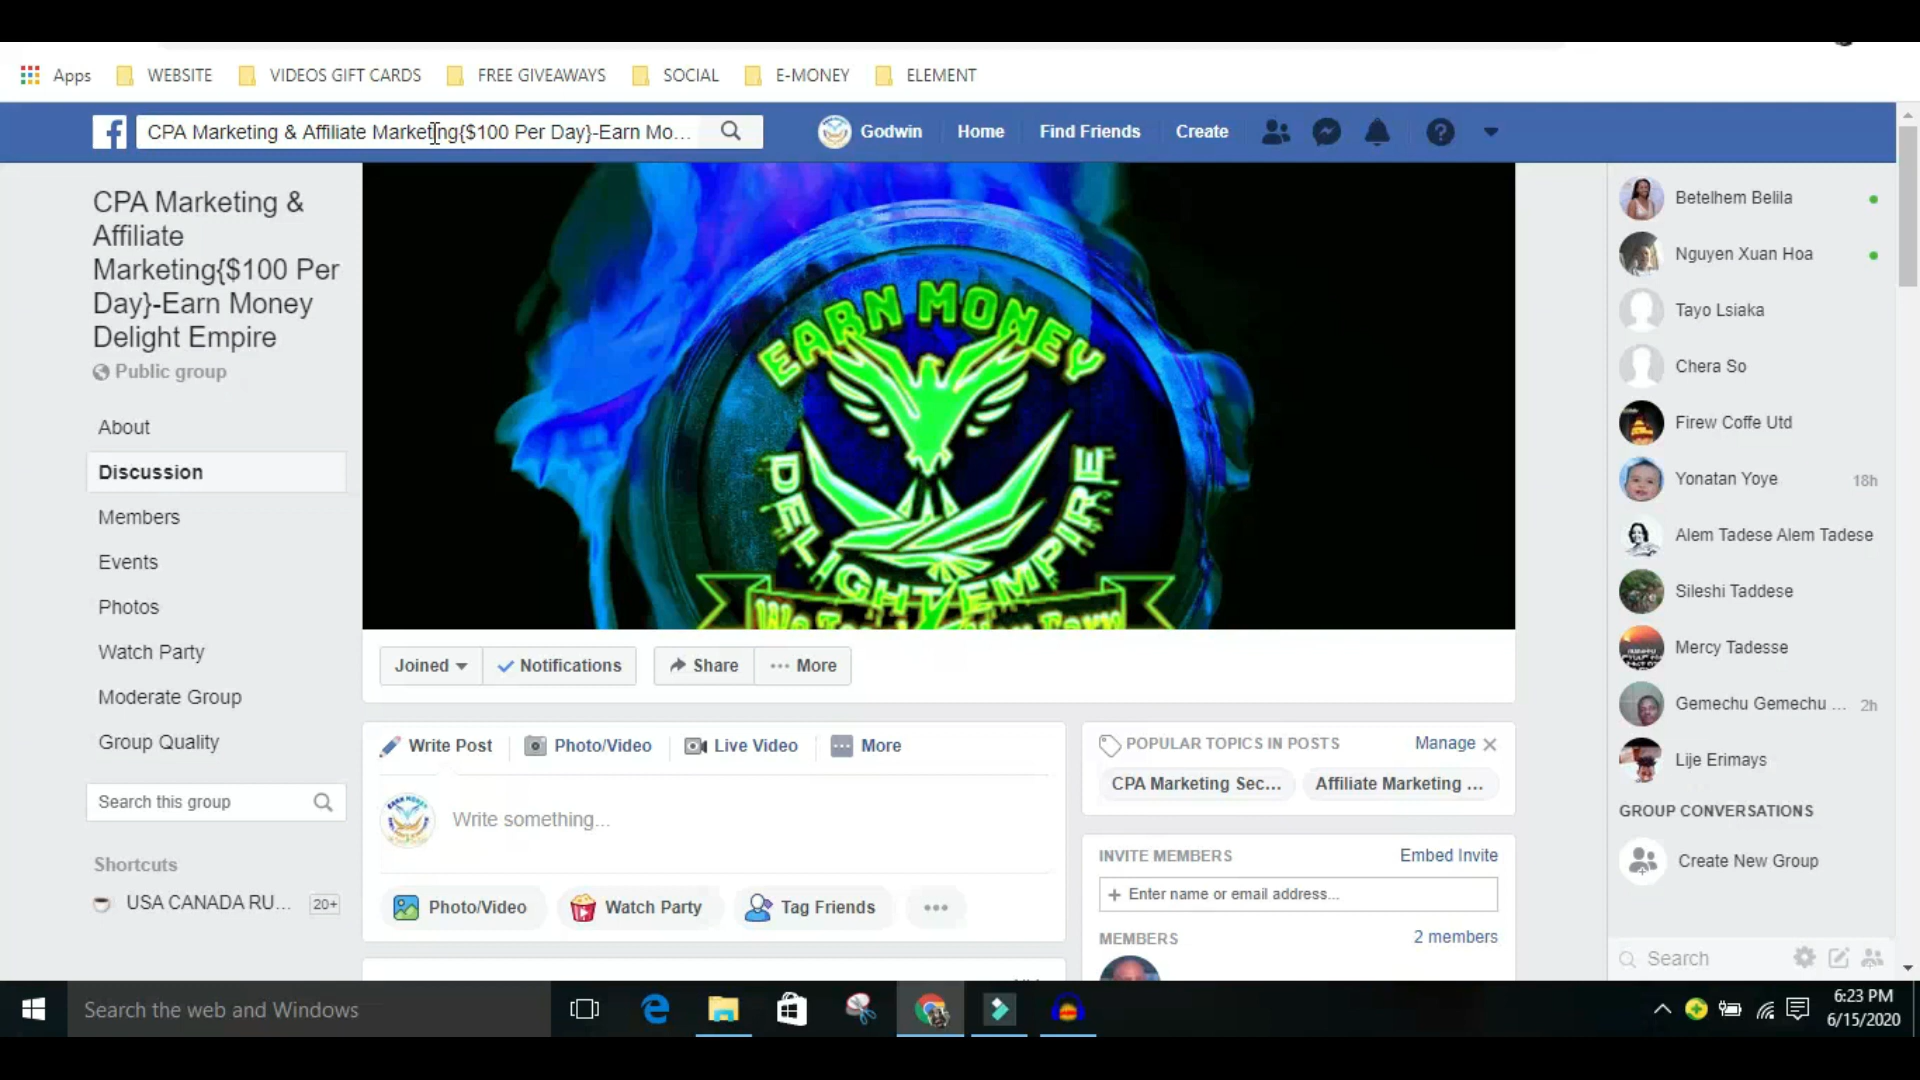 Apps
WEBSITE
VIDEOS GIFT CARDS
FREE GIVEAWAYS
SOCIAL
E-MONEY
ELEMENT
CPA Marketing & Affiliate Marketing{$100 Per Day}-Earn Mo...
Godwin
Home
Find Friends
Create
CPA Marketing &
Affiliate
Marketing{$100 Per
Day}-Earn Money
Delight Empire
Public group
About
Discussion
Members
Events
Photos
Watch Party
Moderate Group
Group Quality
Search this group
Shortcuts
USA CANADA RU... 20+
EARN MONEY
DELIGHT EMPIRE
Joined
Notifications
Share
More
Write Post
Photo/Video
Live Video
More
Write something...
Photo/Video
Watch Party
Tag Friends
POPULAR TOPICS IN POSTS
Manage
CPA Marketing Sec...
Affiliate Marketing ...
INVITE MEMBERS
Embed Invite
+ Enter name or email address...
MEMBERS
2 members
Betelhem Belila
Nguyen Xuan Hoa
Tayo Lsiaka
Chera So
Firew Coffe Utd
Yonatan Yoye 18h
Alem Tadese Alem Tadese
Sileshi Taddese
Mercy Tadesse
Gemechu Gemechu ... 2h
Lije Erimays
GROUP CONVERSATIONS
Create New Group
Search
Search the web and Windows
6:23 PM
6/15/2020